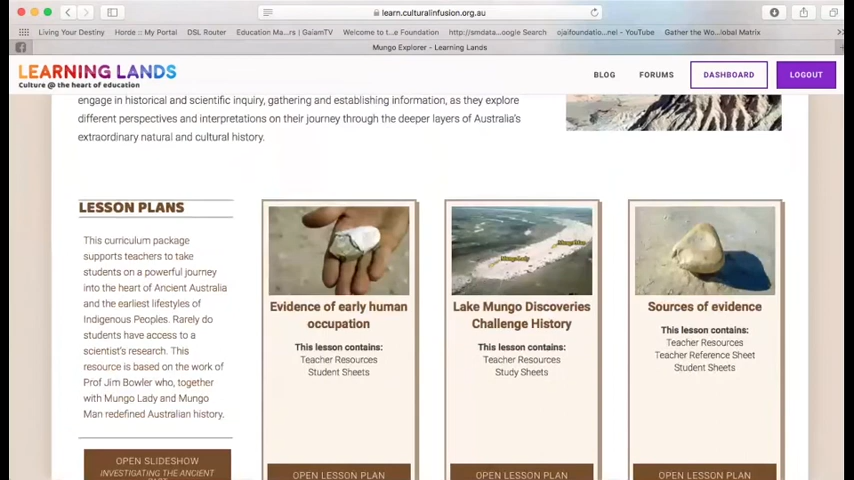 learn.culturalinfusion.org.au
Living Your Destiny
Horde :: My Plans
DSL Router
Education Ma...rs | GaiamTV
Welcome to t...e Foundation
http://smdata...oogle Search
ojaifoundatio...nel - YouTube
Gather the Wo...lobal Matrix
Mungo Explorer - Learning Lands
LEARNING LANDS
Culture @ the heart of education
BLOG
FORUMS
DASHBOARD
LOGOUT
engage in historical and scientific inquiry, gathering and establishing information, as they explore
different perspectives and interpretations on their journey through the deeper layers of Australia's
extraordinary natural and cultural history.
LESSON PLANS
This curriculum package
supports teachers to take
students on a powerful journey
into the heart of Ancient Australia
and the earliest lifestyles of
Indigenous Peoples. Rarely do
students have access to a
scientist's research. This
resource is based on the work of
Prof Jim Bowler who, together
with Mungo Lady and Mungo
Man redefined Australian history.
OPEN SLIDESHOW
INVESTIGATING THE ANCIENT
Evidence of early human
occupation
This lesson contains:
Teacher Resources
Student Sheets
OPEN LESSON PLAN
Mungo Man
Mungo Lady
Lake Mungo Discoveries
Challenge History
This lesson contains:
Teacher Resources
Study Sheets
OPEN LESSON PLAN
Sources of evidence
This lesson contains:
Teacher Resources
Teacher Reference Sheet
Student Sheets
OPEN LESSON PLAN